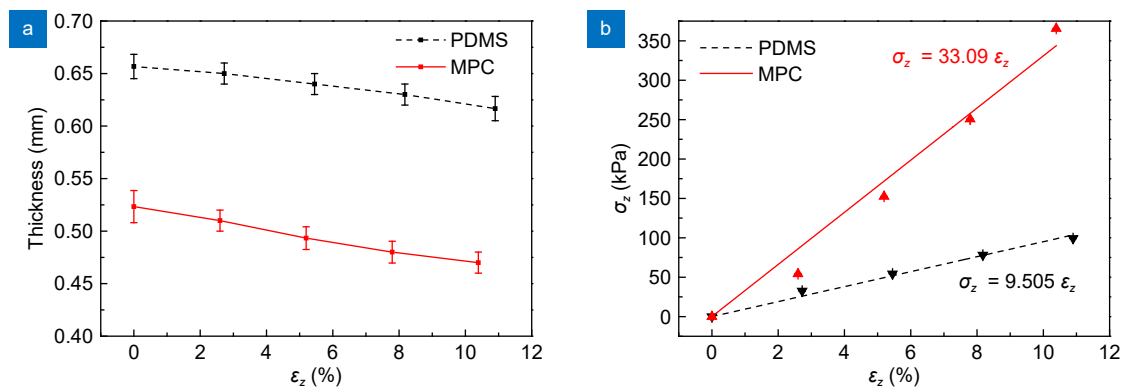 a
0.70
0.65
0.60
0.55
0.50
0.45
0.40
Thickness (mm)
PDMS
MPC
0 2 4 6 8 10 12
εz (%)
b
350
300
250
200
150
100
50
0
σz (kPa)
PDMS
MPC
σz = 33.09 εz
σz = 9.505 εz
0 2 4 6 8 10 12
εz (%)